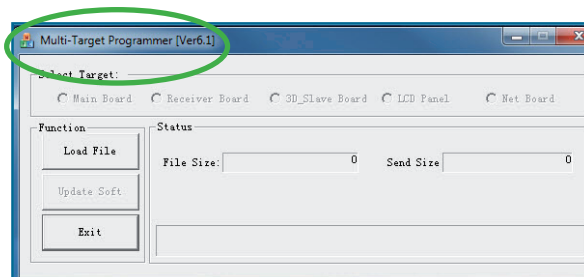 Multi-Target Programmer [Ver6.1]
Select Target:
Main Board Receiver Board 3D_Slave Board LCD Panel Net Board
Function
Status
Load File
File Size: 0 Send Size 0
Update Soft
Exit